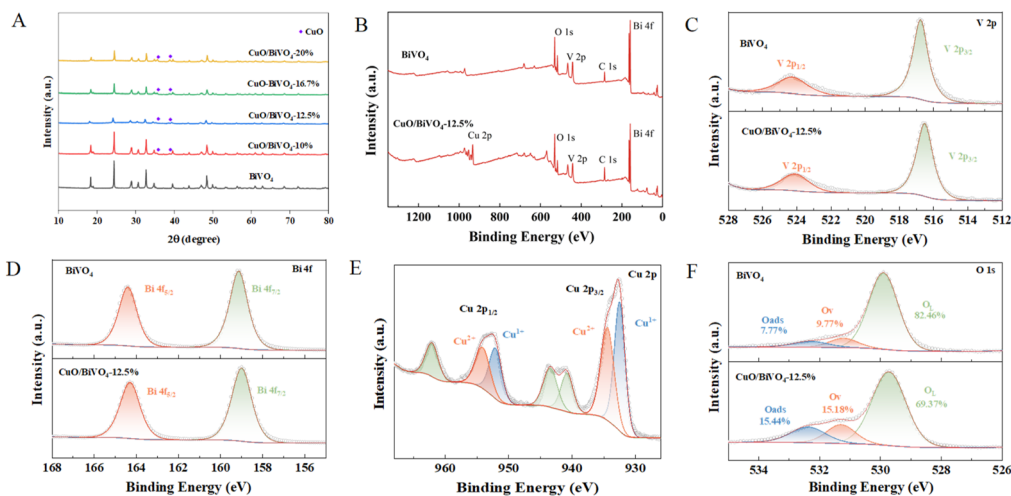 A
CuO
CuO/BiVO₄-20%
CuO-BiVO₄-16.7%
CuO/BiVO₄-12.5%
CuO/BiVO₄-10%
BiVO₄
Intensity (a.u.)
10 20 30 40 50 60 70 80
2θ (degree)
B
Bi 4f
O 1s
V 2p
C 1s
BiVO₄
CuO/BiVO₄-12.5%
Cu 2p
O 1s
V 2p
C 1s
Bi 4f
Intensity (a.u.)
1200 1000 800 600 400 200 0
Binding Energy (eV)
C
V 2p
BiVO₄
V 2p₃/₂
V 2p₁/₂
CuO/BiVO₄-12.5%
V 2p₃/₂
V 2p₁/₂
Intensity (a.u.)
528 526 524 522 520 518 516 514 512
Binding Energy (eV)
D
BiVO₄
Bi 4f
Bi 4f₅/₂
Bi 4f₇/₂
CuO/BiVO₄-12.5%
Bi 4f₅/₂
Bi 4f₇/₂
Intensity (a.u.)
168 166 164 162 160 158 156
Binding Energy (eV)
E
Cu 2p
Cu 2p₃/₂
Cu 2p₁/₂
Cu²⁺
Cu¹⁺
Cu²⁺
Cu¹⁺
Intensity (a.u.)
960 950 940 930
Binding Energy (eV)
F
BiVO₄
O 1s
Oads
7.77%
Ov
9.77%
O_L
82.46%
CuO/BiVO₄-12.5%
Oads
15.44%
Ov
15.18%
O_L
69.37%
Intensity (a.u.)
534 532 530 528 526
Binding Energy (eV)